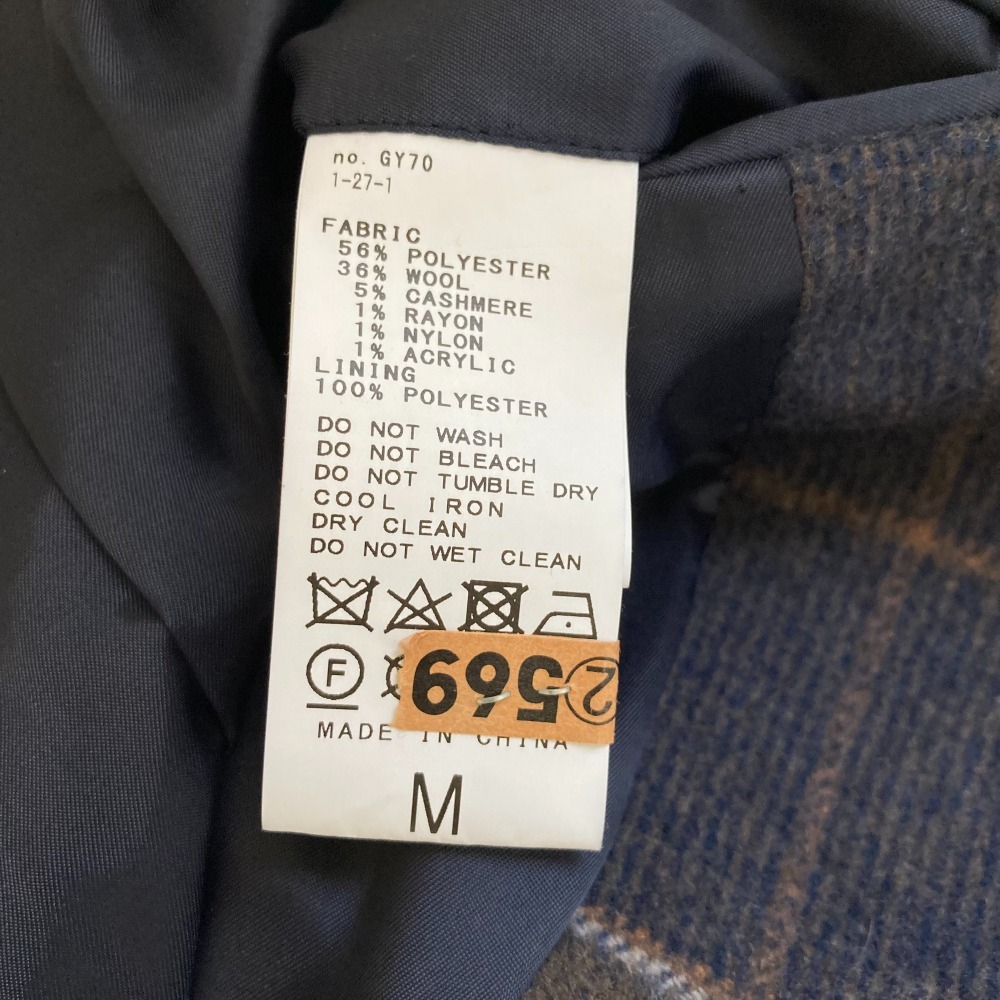 no. GY70
1-27-1
FABRIC
56% POLYESTER
36% WOOL
5% CASHMERE
1% RAYON
1% NYLON
1% ACRYLIC
LINING
100% POLYESTER
DO NOT WASH
DO NOT BLEACH
DO NOT TUMBLE DRY
COOL IRON
DRY CLEAN
DO NOT WET CLEAN
F
②569
MADE IN CHINA
M